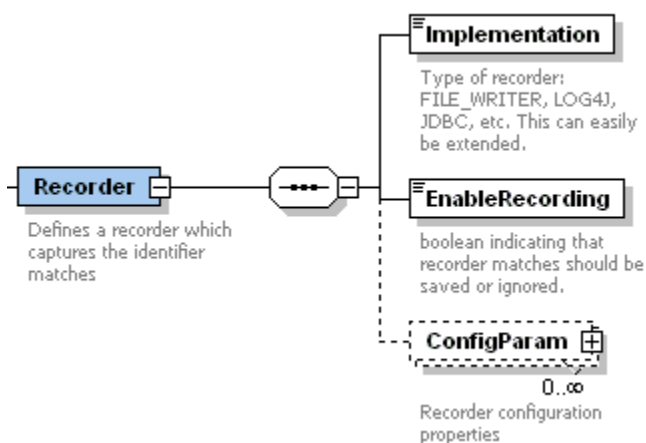 Implementation
Type of recorder:
FILE_WRITER, LOG4J,
JDBC, etc. This can easily
be extended.
Recorder
Defines a recorder which
captures the identifier
matches
EnableRecording
boolean indicating that
recorder matches should be
saved or ignored.
ConfigParam
0..∞
Recorder configuration
properties